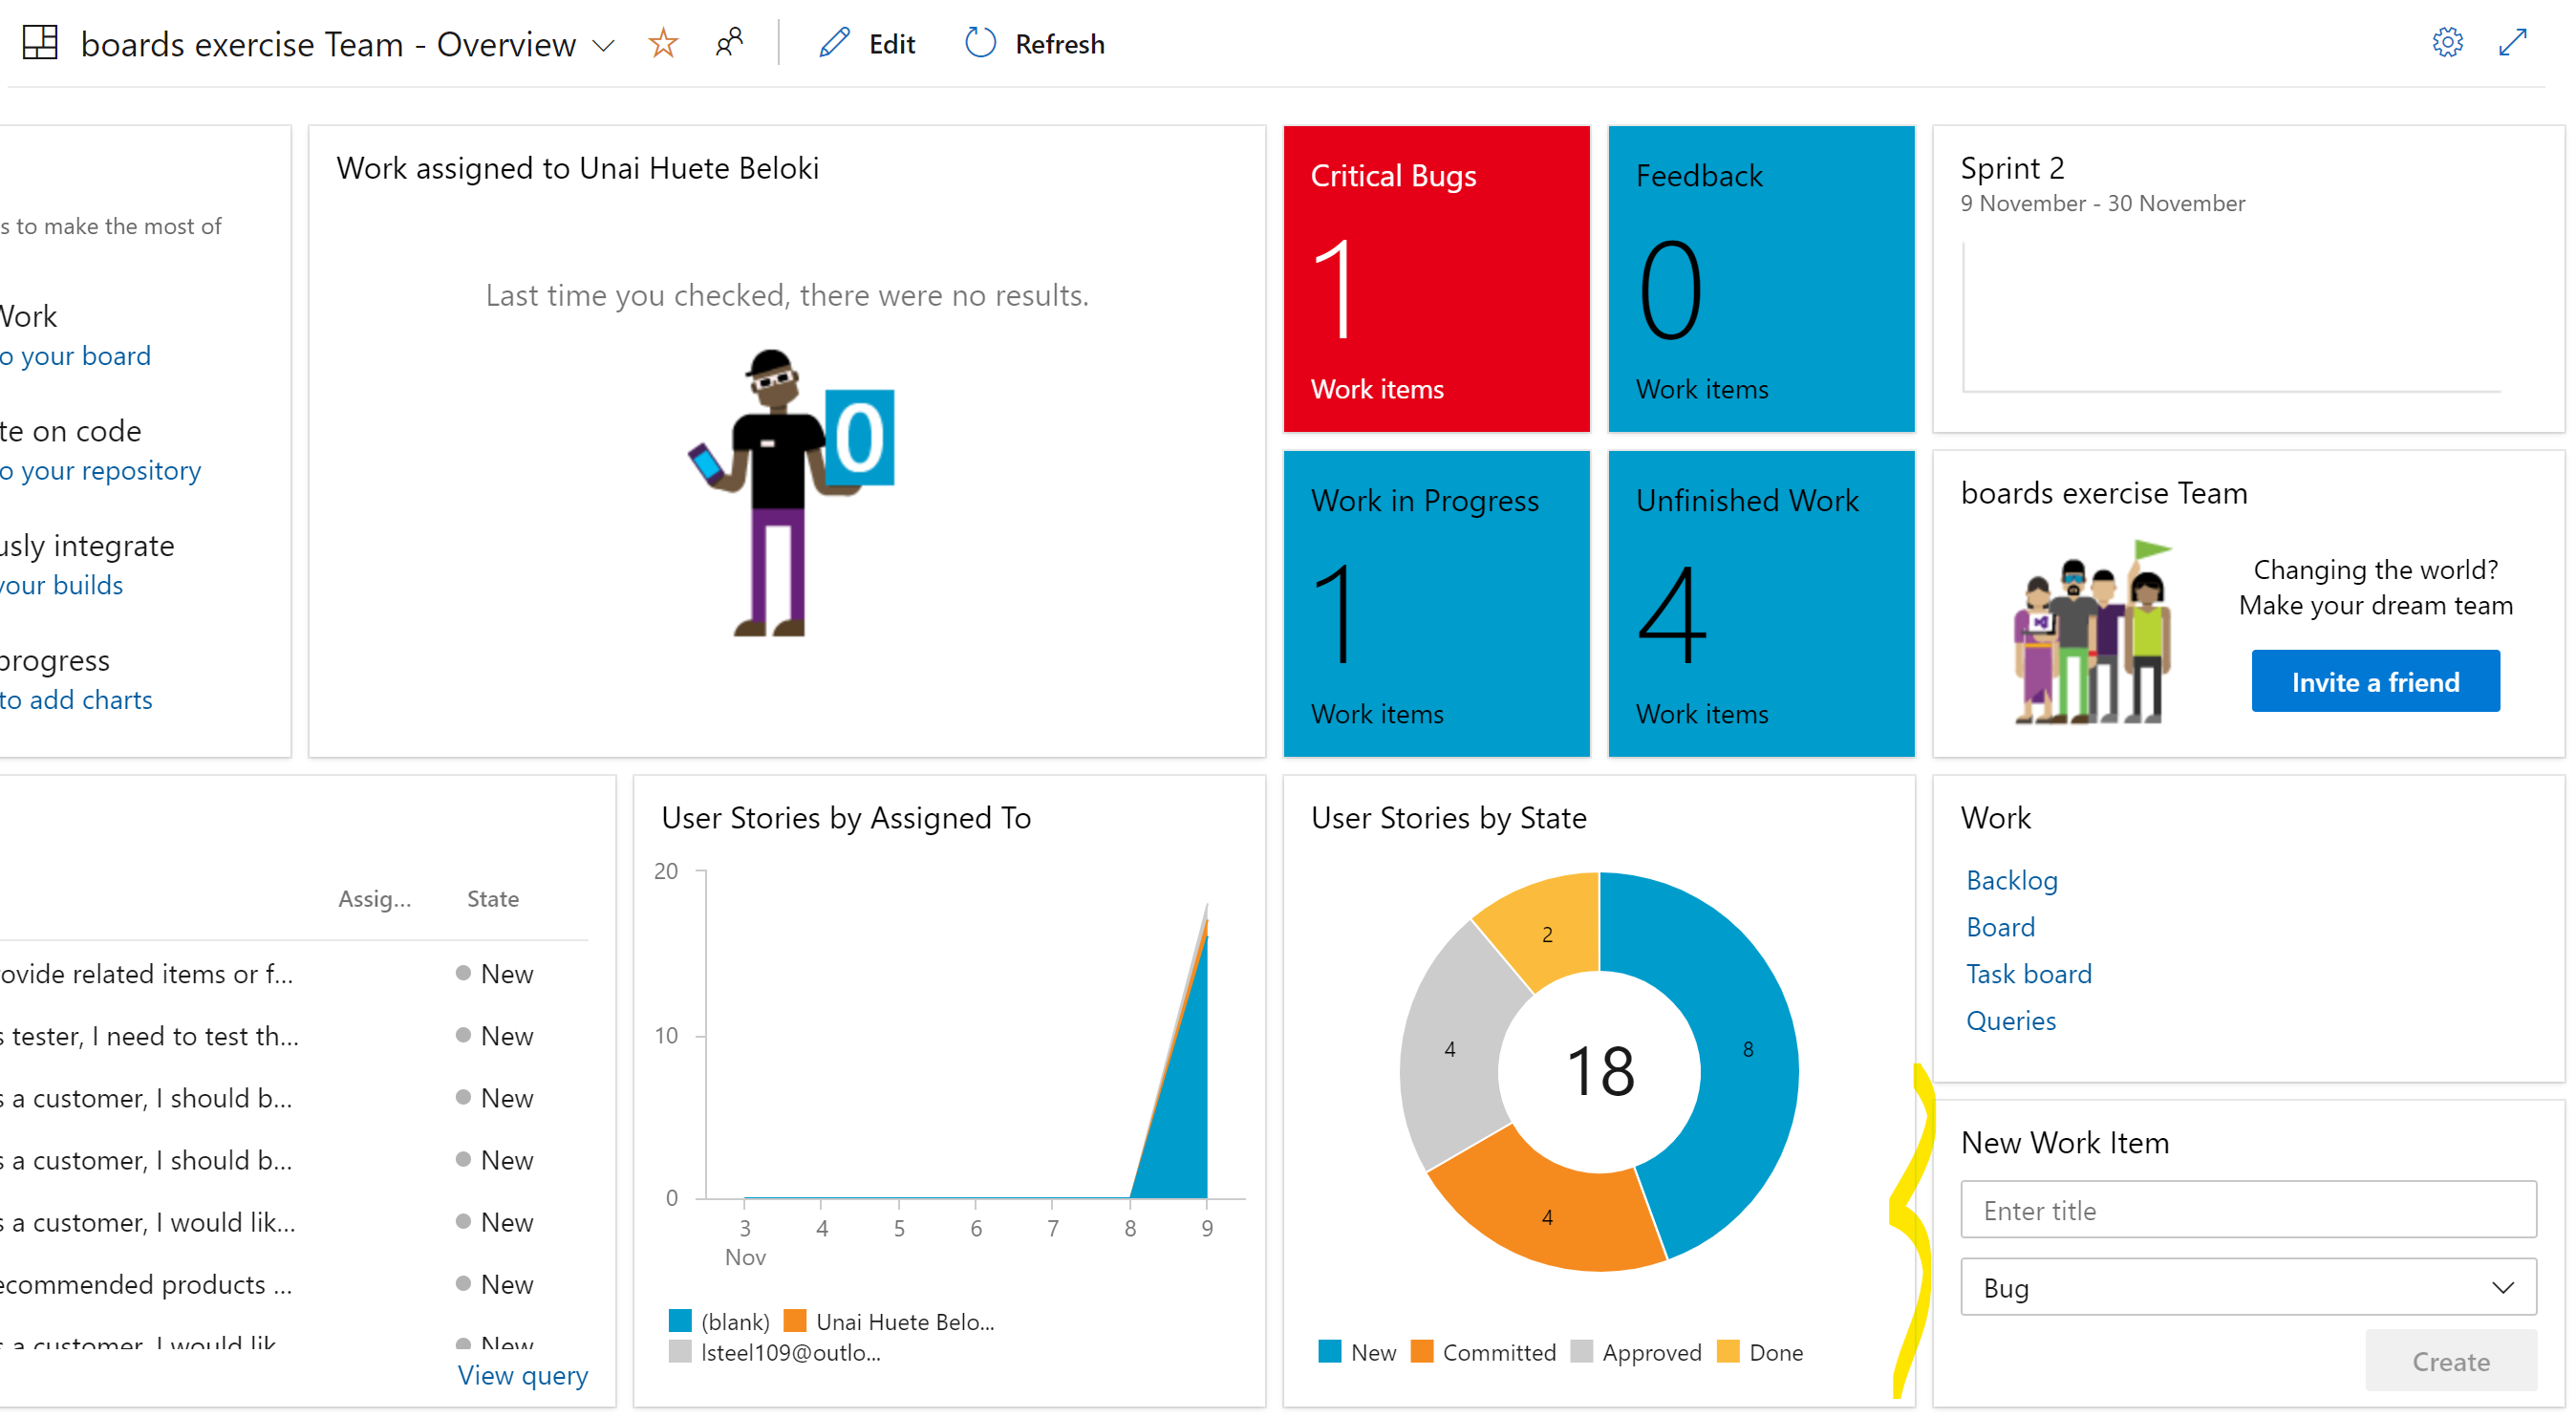 boards exercise Team - Overview
Edit
Refresh
s to make the most of
Work
o your board
te on code
o your repository
usly integrate
your builds
progress
to add charts
Work assigned to Unai Huete Beloki
Last time you checked, there were no results.
0
Critical Bugs
1
Work items
Feedback
0
Work items
Sprint 2
9 November - 30 November
Work in Progress
1
Work items
Unfinished Work
4
Work items
boards exercise Team
Changing the world?
Make your dream team
Invite a friend
Assig... State
ovide related items or f... New
s tester, I need to test th... New
s a customer, I should b... New
s a customer, I should b... New
s a customer, I would lik... New
ecommended products ... New
s a customer, I would lik New
View query
User Stories by Assigned To
20
10
0
3 4 5 6 7 8 9
Nov
(blank) Unai Huete Belo...
lsteel109@outlo...
User Stories by State
2
4
8
18
4
New Committed Approved Done
Work
Backlog
Board
Task board
Queries
New Work Item
Enter title
Bug
Create